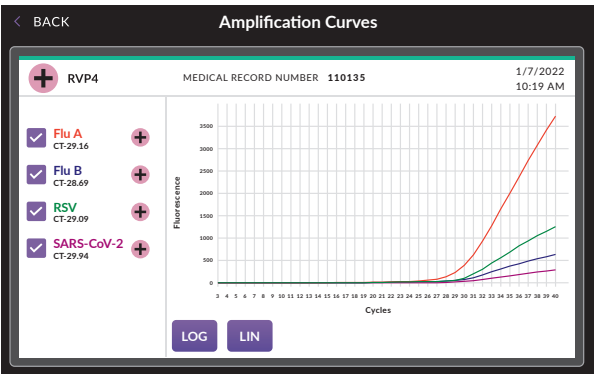 < BACK
Amplification Curves
RVP4
MEDICAL RECORD NUMBER 110135
1/7/2022
10:19 AM
Flu A
CT-29.16
Flu B
CT-28.69
RSV
CT-29.09
SARS-CoV-2
CT-29.94
Fluorescence
3500
3000
2500
2000
1500
1000
500
0
3 4 5 6 7 8 9 10 11 12 13 14 15 16 17 18 19 20 21 22 23 24 25 26 27 28 29 30 31 32 33 34 35 36 37 38 39 40
Cycles
LOG
LIN